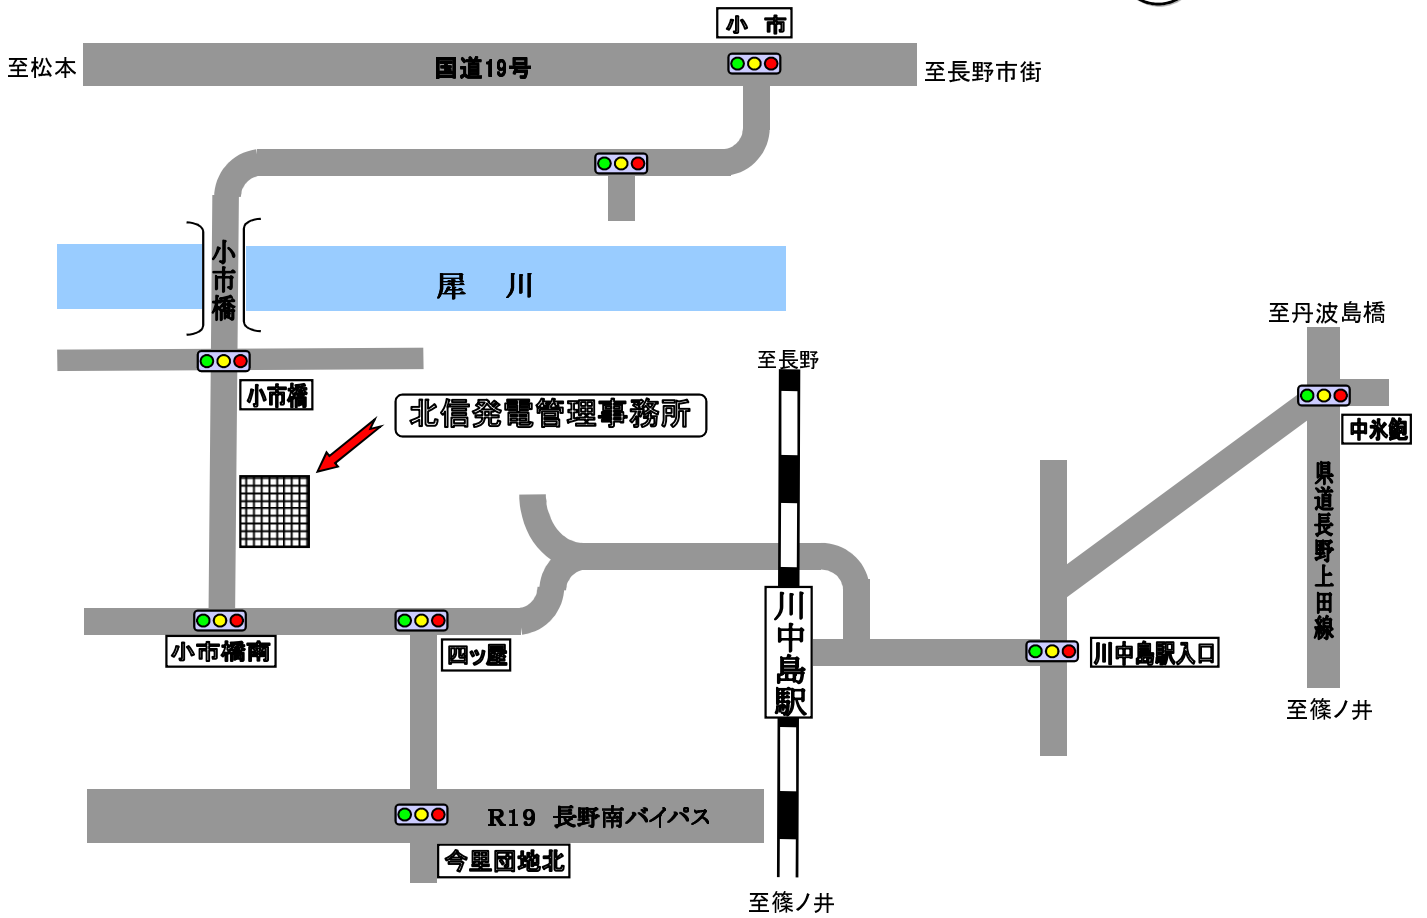 小 市
至松本
国道19号
至長野市街
小市橋
犀 川
至丹波島橋
至長野
小市橋
北信発電管理事務所
中氷鉋
県道長野上田線
川中島駅
小市橋南
四ッ屋
川中島駅入口
至篠ノ井
R19 長野南バイパス
今里団地北
至篠ノ井